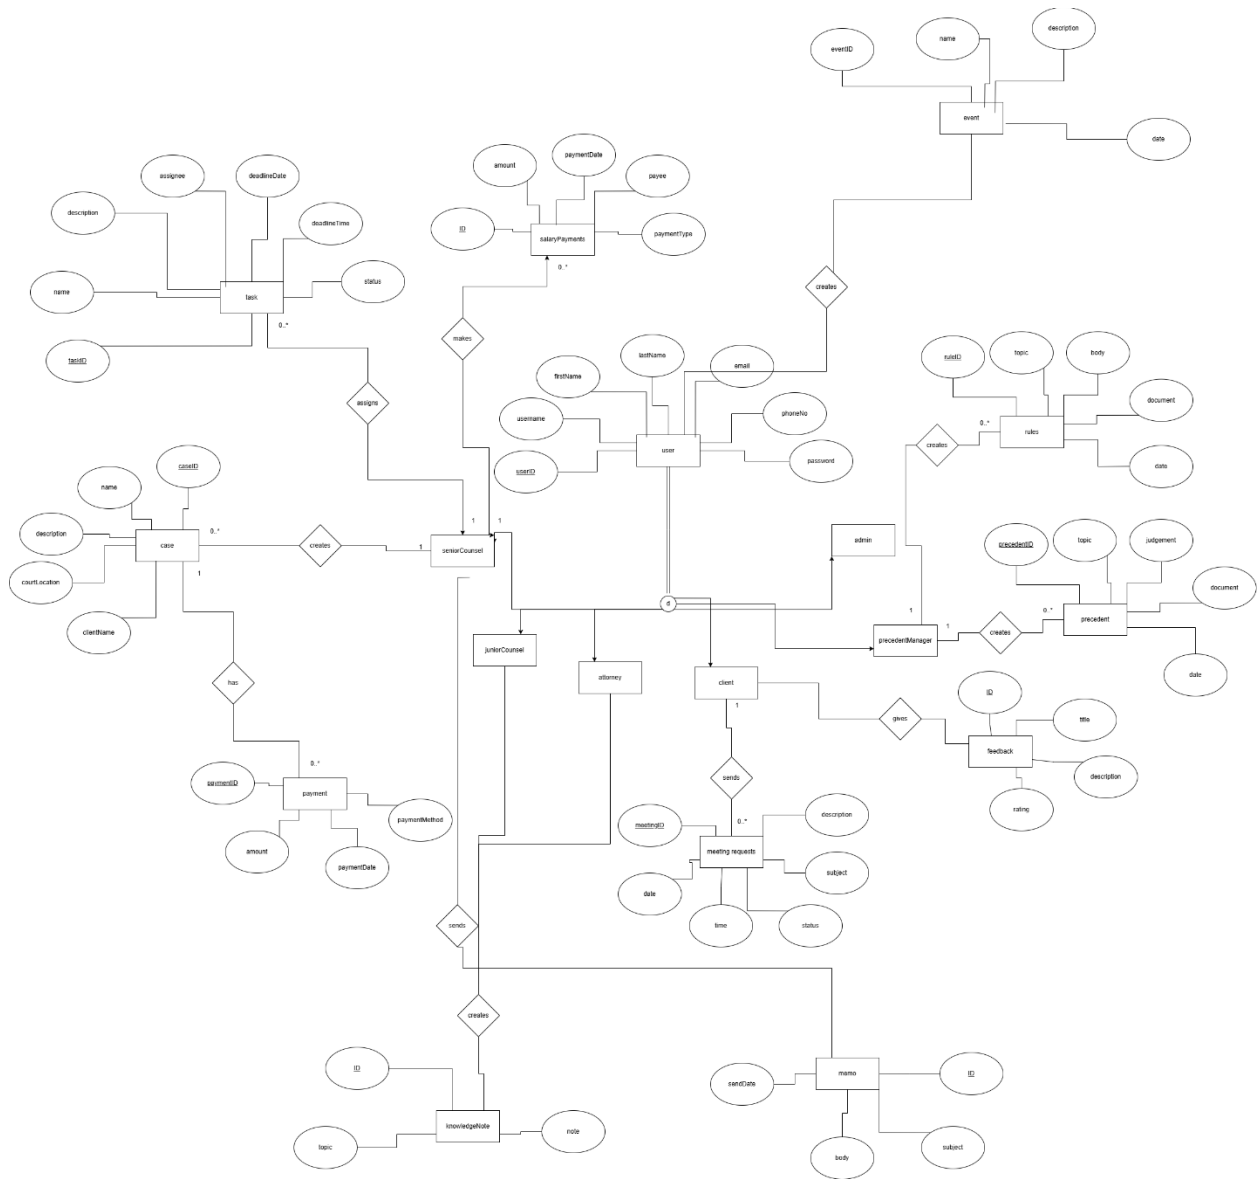 description
name
eventID
event
date
paymentDate
amount
payee
assignee
deadlineDate
description
deadlineTime
ID
salaryPayments
paymentType
0..*
status
name
task
creates
0..*
makes
taskID
lastName
email
firstName
ruleID
topic
body
assigns
username
phoneNo
document
0..*
rules
creates
user
userID
password
date
caseID
name
description
0..*
case
creates
1
1
1
seniorCounsel
admin
precedentID
topic
judgement
courtLocation
1
document
d
1
1
0..*
precedent
clientName
precedentManager
creates
juniorCounsel
attorney
client
date
has
1
ID
title
gives
feedback
0..*
sends
description
paymentID
payment
rating
paymentMethod
0..*
description
meetingID
amount
meeting requests
paymentDate
subject
date
sends
time
status
creates
ID
memo
ID
sendDate
knowledgeNote
note
topic
subject
body